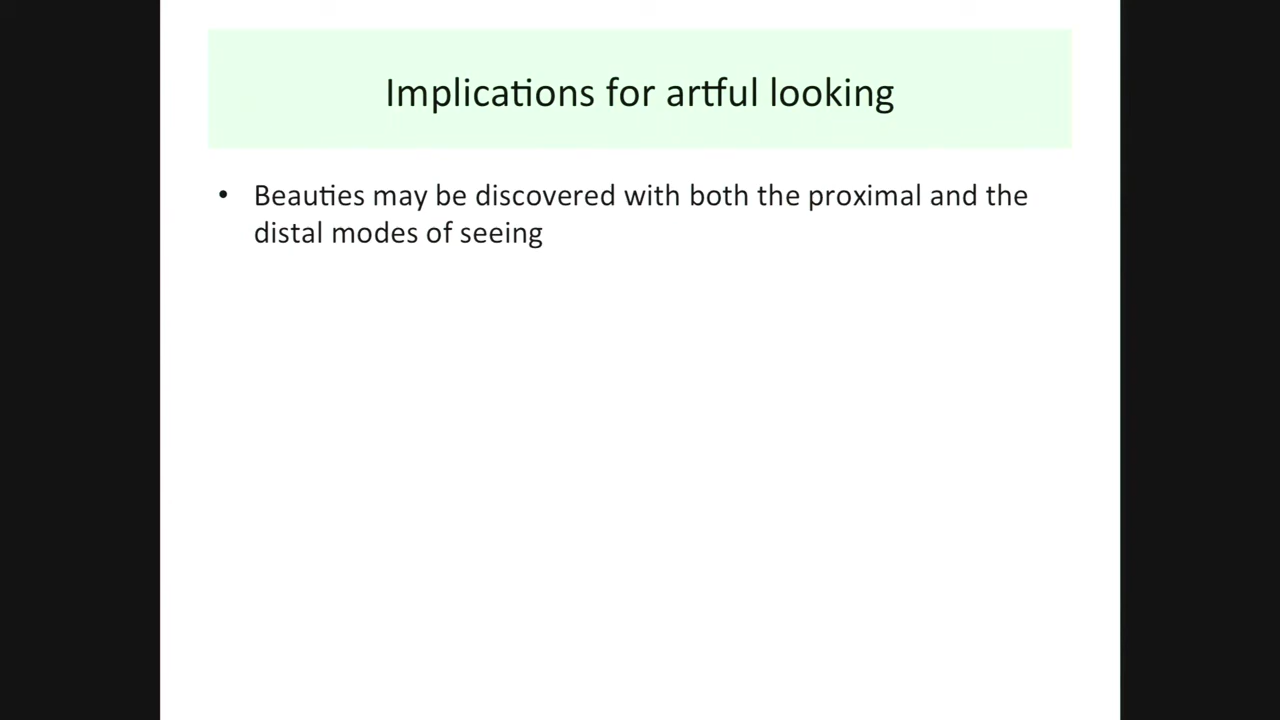 Implications for artful looking
• Beauties may be discovered with both the proximal and the
distal modes of seeing